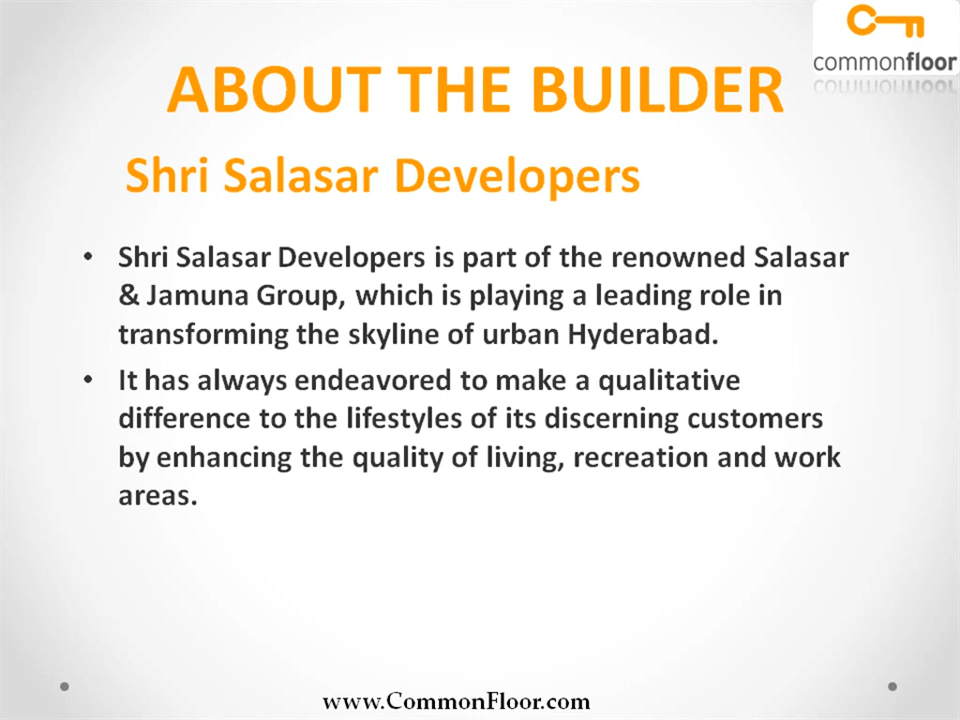 commonfloor
ABOUT THE BUILDER
Shri Salasar Developers
• Shri Salasar Developers is part of the renowned Salasar
& Jamuna Group, which is playing a leading role in
transforming the skyline of urban Hyderabad.
• It has always endeavored to make a qualitative
difference to the lifestyles of its discerning customers
by enhancing the quality of living, recreation and work
areas.
www.CommonFloor.com